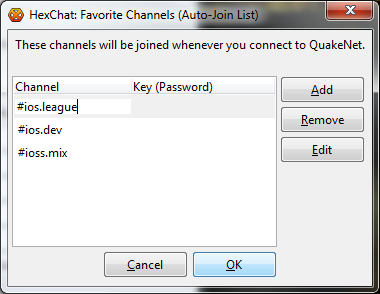 HexChat: Favorite Channels (Auto-Join List)
These channels will be joined whenever you connect to QuakeNet.
Channel Key (Password)
#ios.league
#ios.dev
#ioss.mix
Add
Remove
Edit
Cancel OK